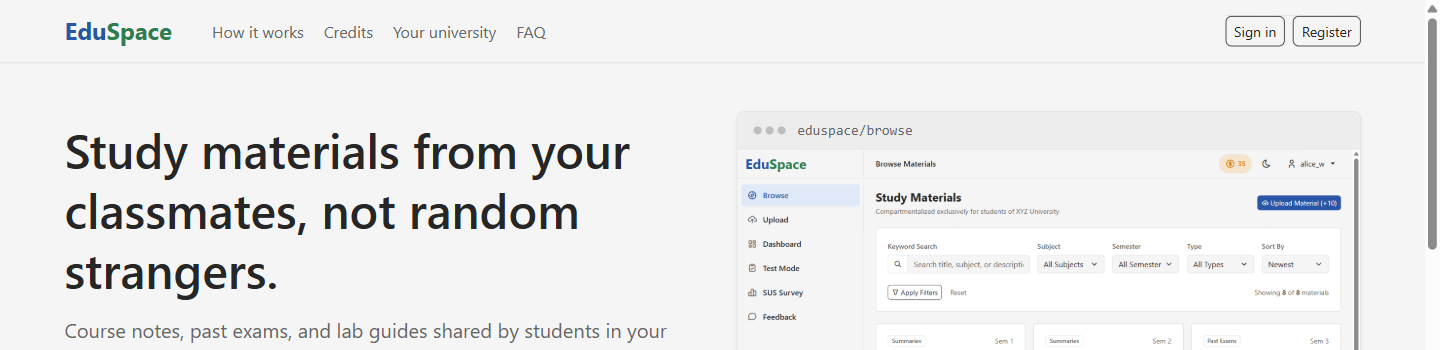 EduSpace How it works Credits Your university FAQ Sign in Register
Study materials from your
classmates, not random
strangers.
Course notes, past exams, and lab guides shared by students in your
eduspace/browse
EduSpace
Browse Materials 35 alice_w
Browse
Upload
Dashboard
Test Mode
SUS Survey
Feedback
Study Materials
Compartmentalized exclusively for students of XYZ University
Upload Material (+10)
Keyword Search Subject Semester Type Sort By
Search title, subject, or descripti All Subjects All Semester All Types Newest
Apply Filters Reset Showing 8 of 8 materials
Summaries Sem 1 Summaries Sem 2 Past Exams Sem 3